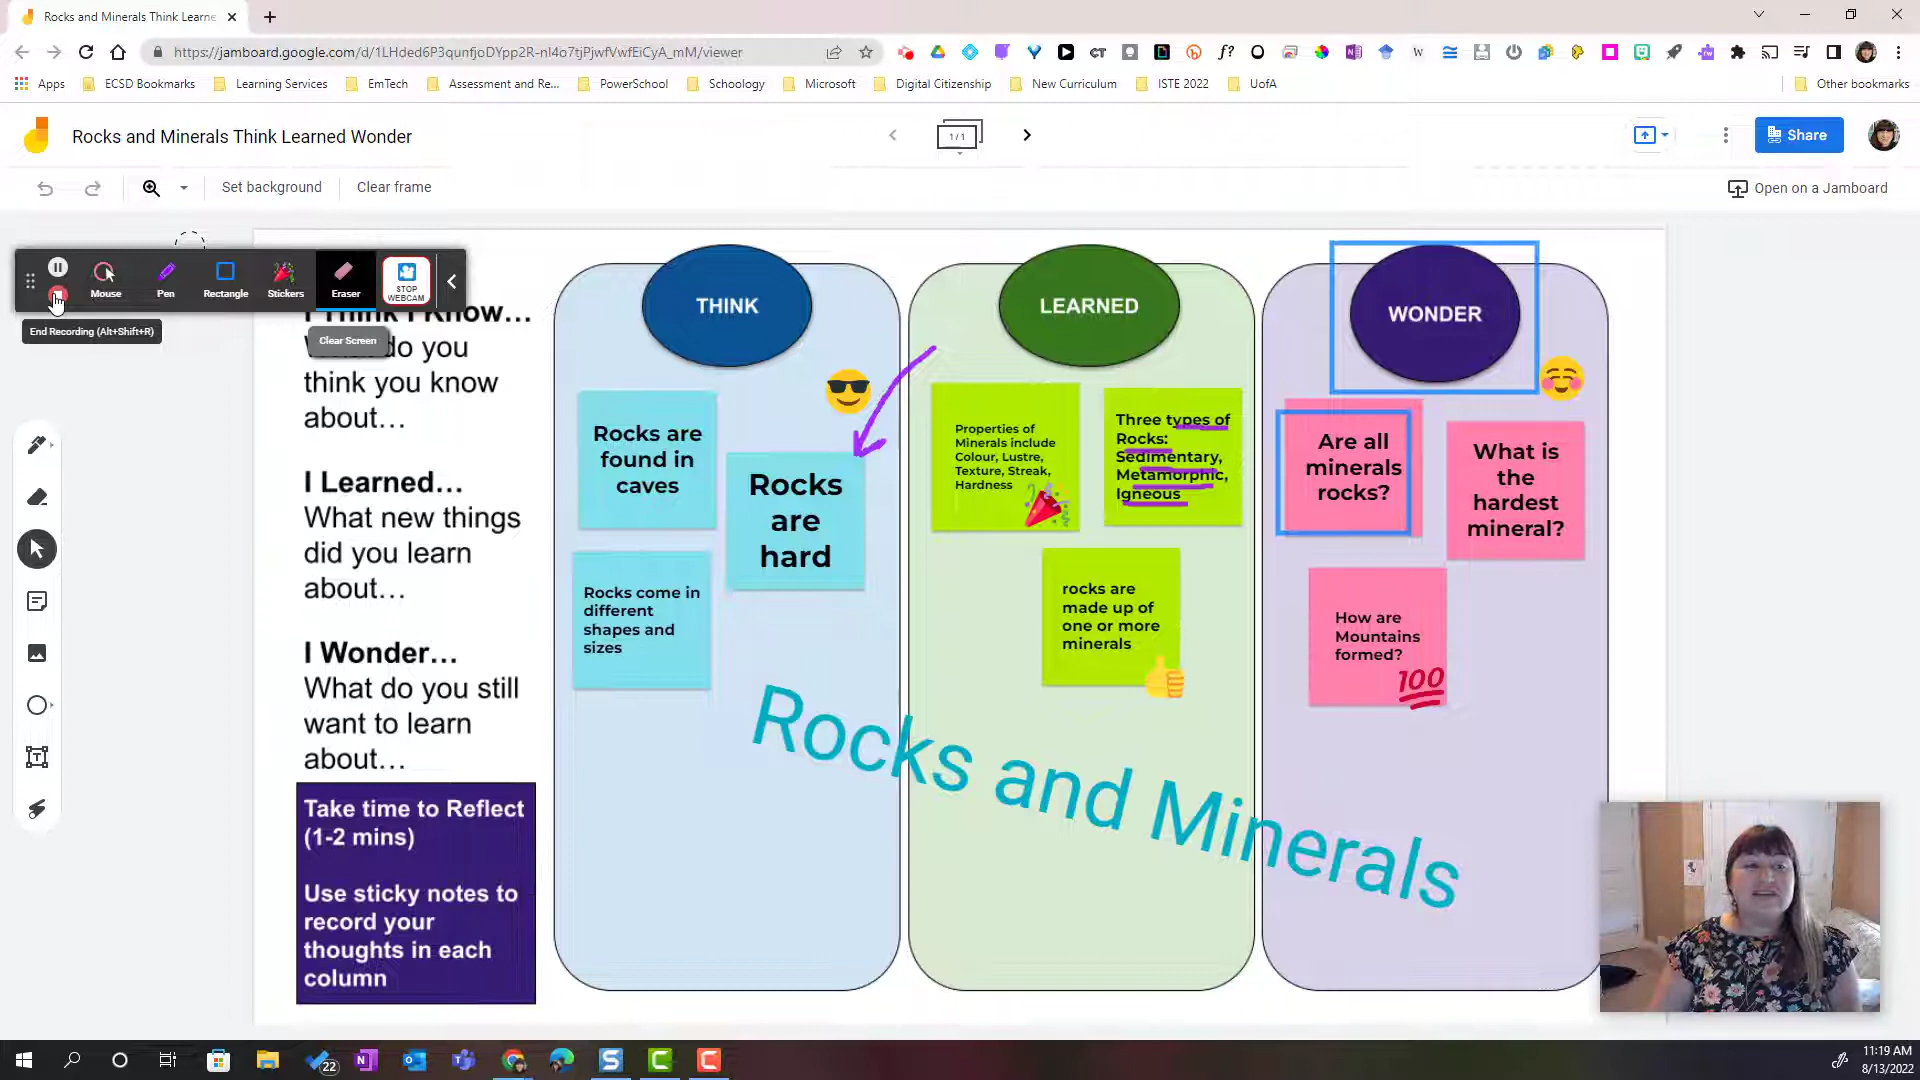 Rocks and Minerals Think Learne
https://jamboard.google.com/d/1LHded6P3qunfjoDYpp2R-nI4o7tjPjwfVwfEiCyA_mM/viewer
Apps
ECSD Bookmarks
Learning Services
EmTech
Assessment and Re...
PowerSchool
Schoology
Microsoft
Digital Citizenship
New Curriculum
ISTE 2022
UofA
Other bookmarks
Rocks and Minerals Think Learned Wonder
1/1
Share
Set background
Clear frame
Open on a Jamboard
Mouse
Pen
Rectangle
Stickers
Eraser
STOP
WEBCAM
End Recording (Alt+Shift+R)
Clear Screen
I Think I Know...
do you
think you know
about...
I Learned...
What new things
did you learn
about...
I Wonder...
What do you still
want to learn
about...
Take time to Reflect
(1-2 mins)
Use sticky notes to
record your
thoughts in each
column
THINK
Rocks are
found in
caves
Rocks
are
hard
Rocks come in
different
shapes and
sizes
LEARNED
Properties of
Minerals include
Colour, Lustre,
Texture, Streak,
Hardness
Three types of
Rocks:
Sedimentary,
Metamorphic,
Igneous
rocks are
made up of
one or more
minerals
WONDER
Are all
minerals
rocks?
What is
the
hardest
mineral?
How are
Mountains
formed?
100
Rocks and Minerals
22
11:19 AM
8/13/2022